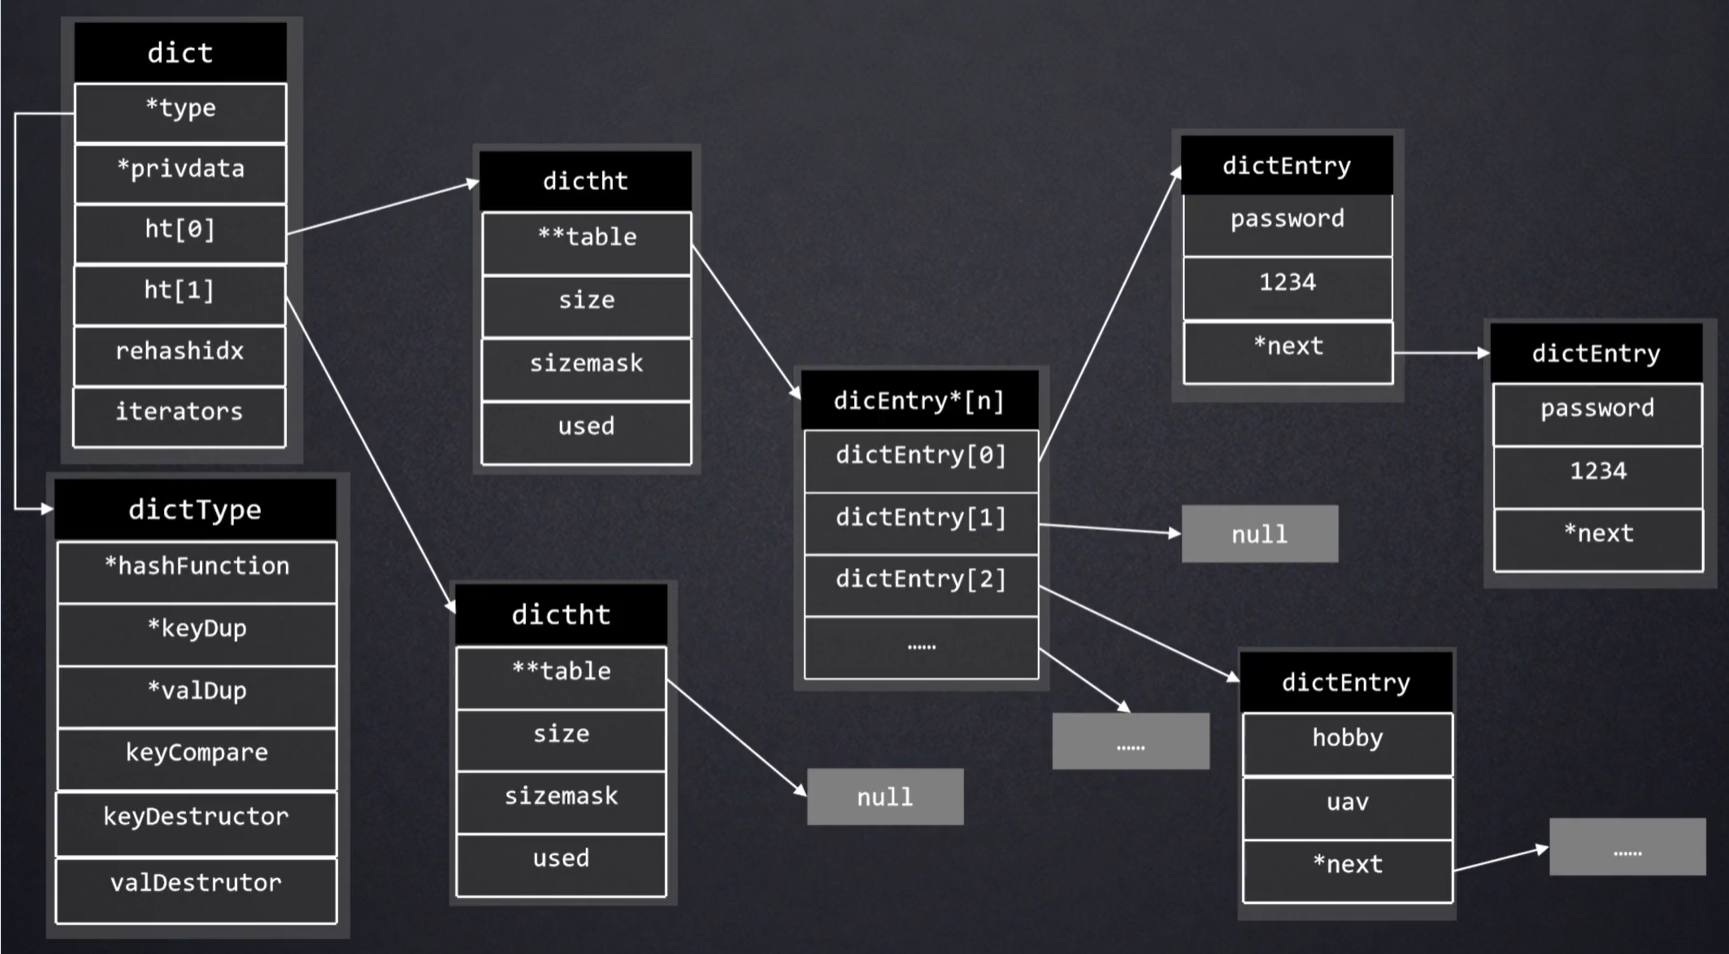 dict
*type
*privdata
ht[0]
ht[1]
rehashidx
iterators
dictType
*hashFunction
*keyDup
*valDup
keyCompare
keyDestructor
valDestrutor
dictht
**table
size
sizemask
used
dictht
**table
size
sizemask
used
null
dicEntry*[n]
dictEntry[0]
dictEntry[1]
dictEntry[2]
……
dictEntry
password
1234
*next
dictEntry
password
1234
*next
null
……
dictEntry
hobby
uav
*next
……